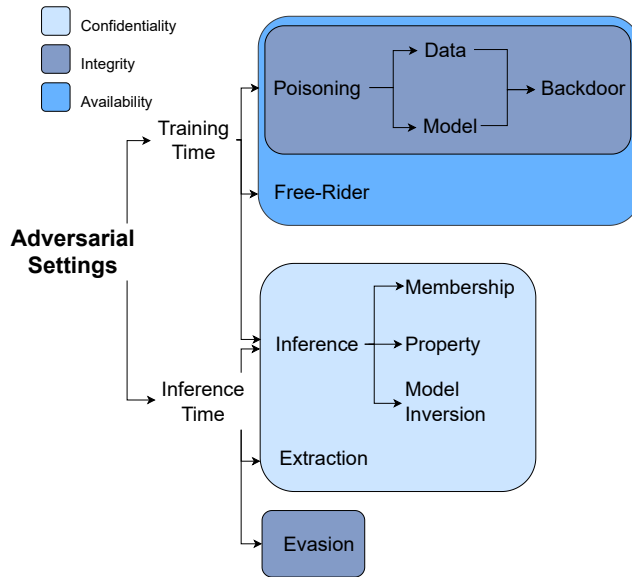 Confidentiality
Integrity
Availability
Data
Poisoning
Backdoor
Model
Training
Time
Free-Rider
Adversarial
Settings
Membership
Inference
Property
Inference
Time
Model
Inversion
Extraction
Evasion